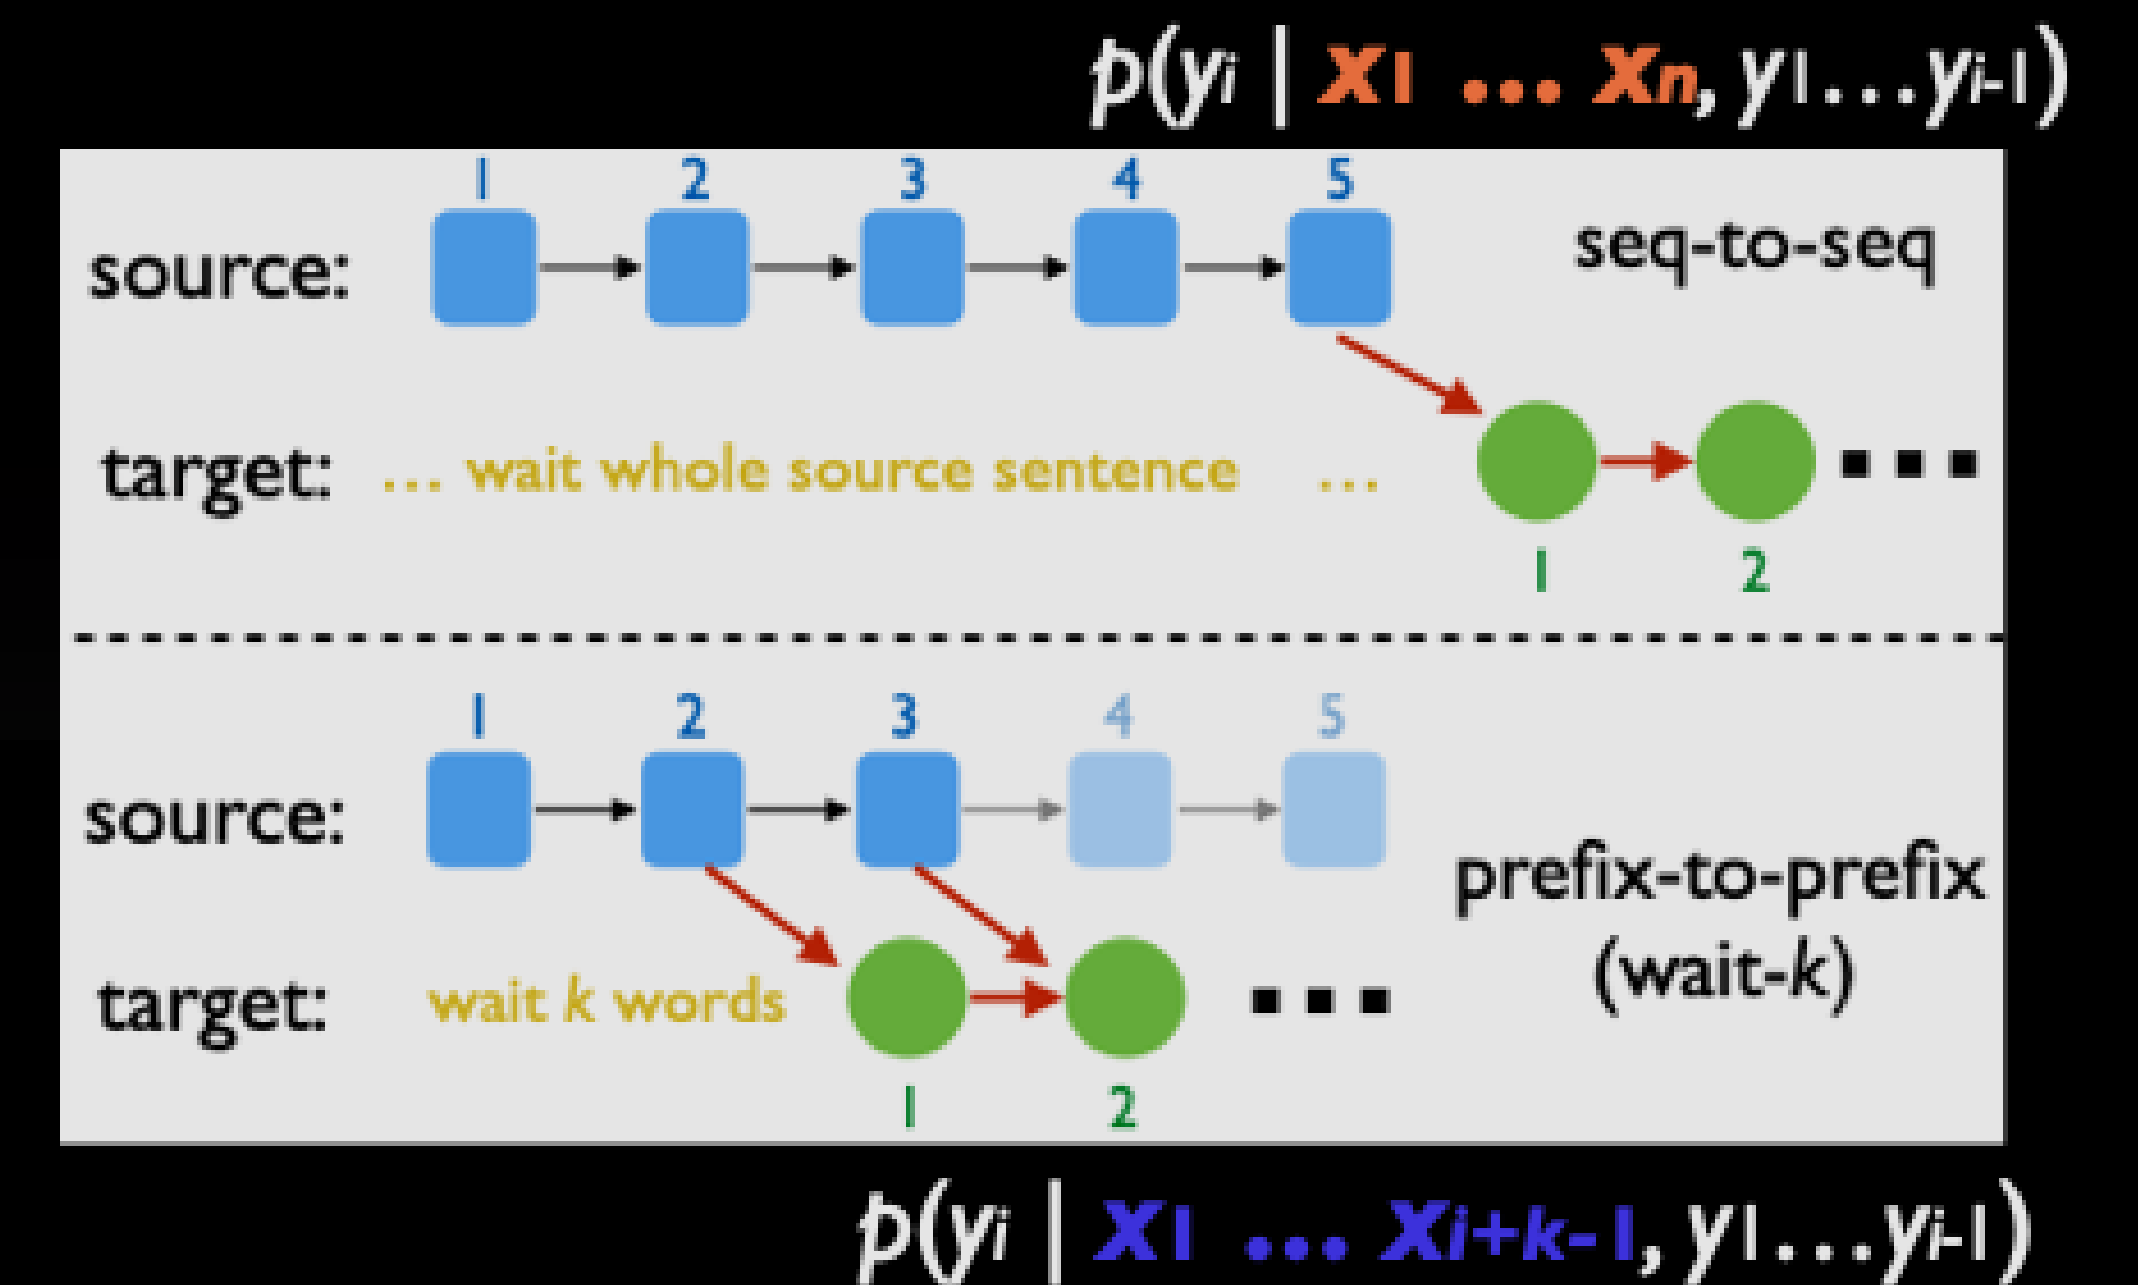 p(yi | x1 ... xn, y1...yi-1)
1 2 3 4 5
source:
seq-to-seq
target: ... wait whole source sentence ...
1 2
1 2 3 4 5
source:
prefix-to-prefix
(wait-k)
target: wait k words
1 2
p(yi | x1 ... xi+k-1, y1...yi-1)